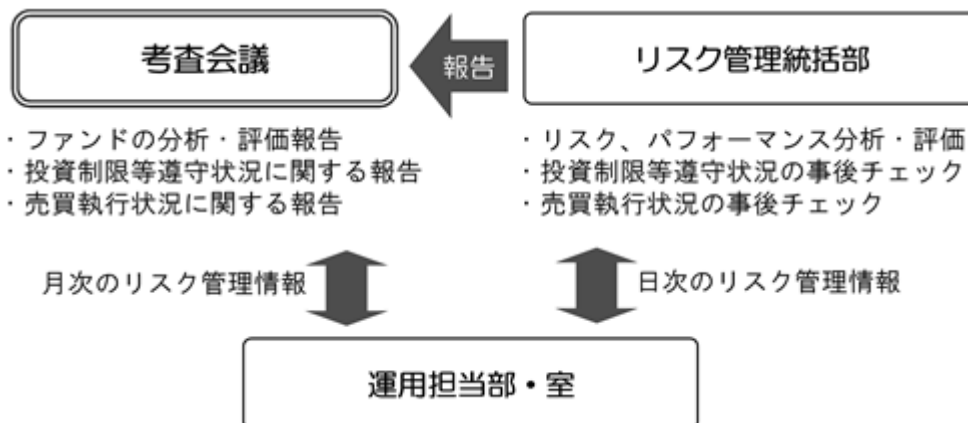 考査会議
報告
リスク管理統括部
・ファンドの分析・評価報告
・投資制限等遵守状況に関する報告
・売買執行状況に関する報告
・リスク、パフォーマンス分析・評価
・投資制限等遵守状況の事後チェック
・売買執行状況の事後チェック
月次のリスク管理情報
日次のリスク管理情報
運用担当部・室